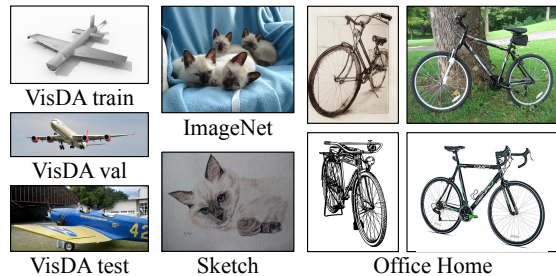 VisDA train
ImageNet
VisDA val
VisDA test
Sketch
Office Home
42